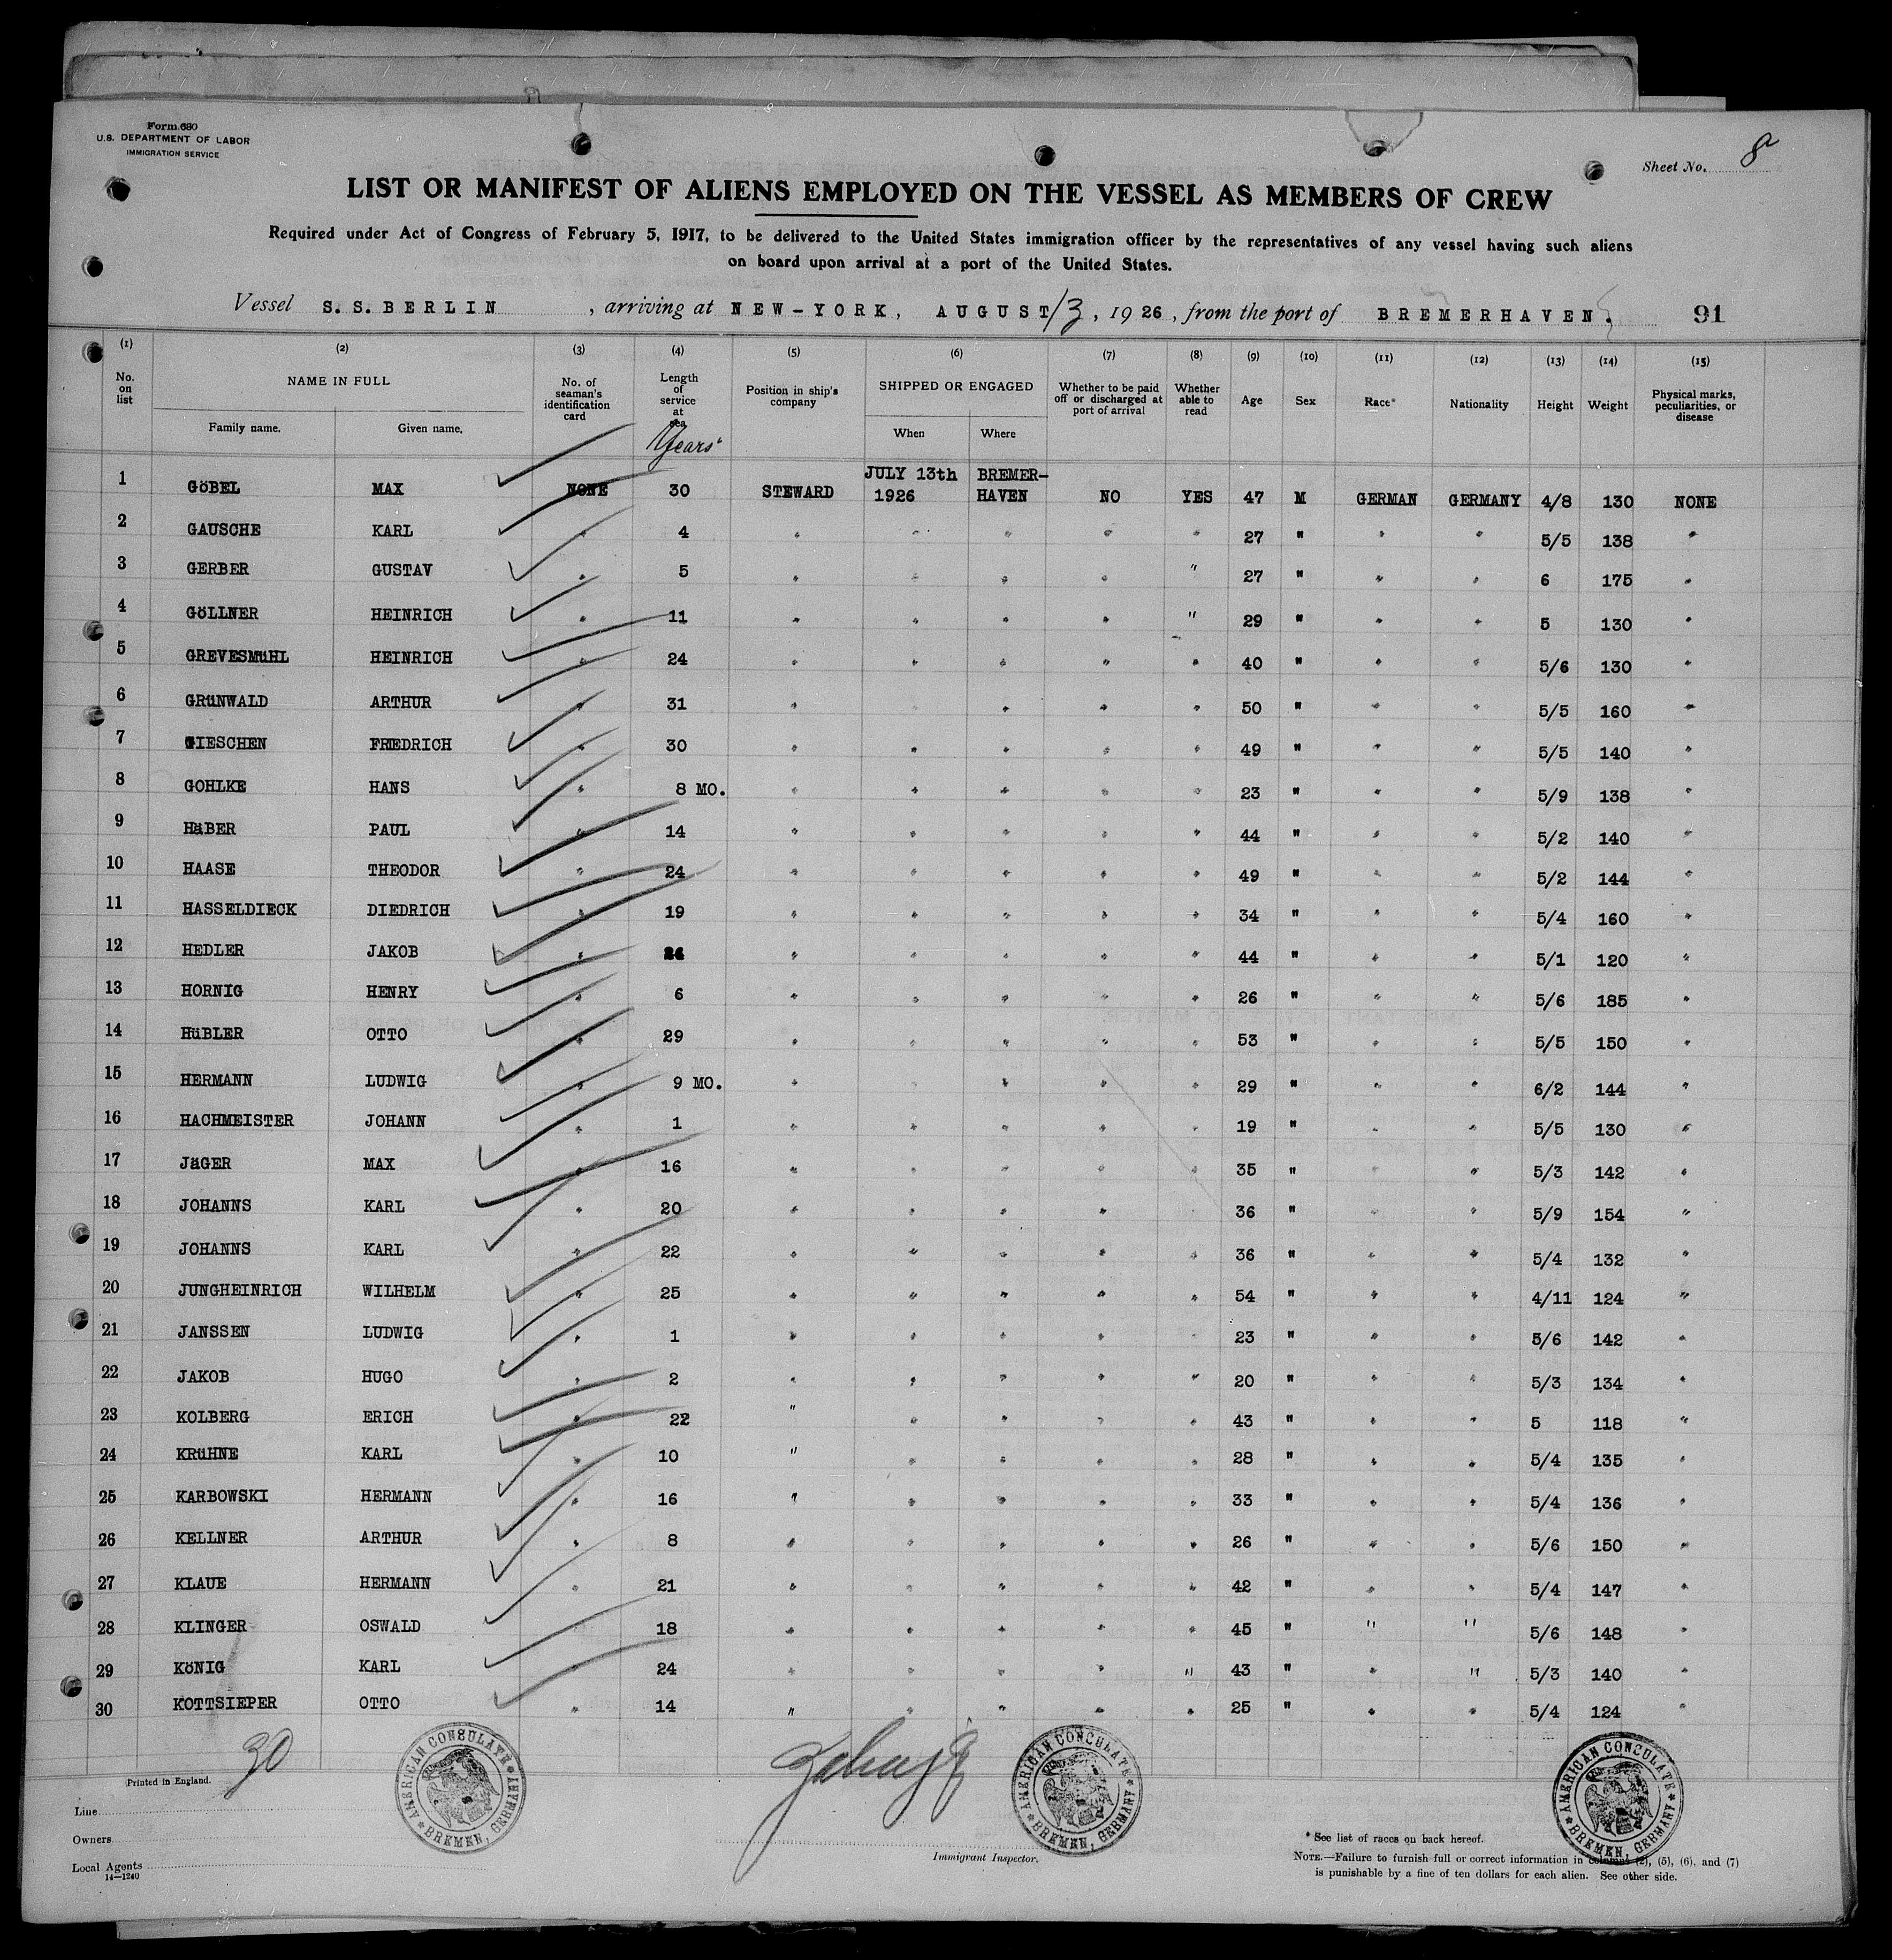 Form 680
U.S. DEPARTMENT OF LABOR
IMMIGRATION SERVICE
Sheet No. 8
LIST OR MANIFEST OF ALIENS EMPLOYED ON THE VESSEL AS MEMBERS OF CREW
Required under Act of Congress of February 5, 1917, to be delivered to the United States immigration officer by the representatives of any vessel having such aliens
on board upon arrival at a port of the United States.
Vessel S.S. BERLIN, arriving at NEW-YORK, AUGUST/3, 1926, from the port of BREMERHAVEN. 91
(1) (2) (3) (4) (5) (6) (7) (8) (9) (10) (11) (12) (13) (14) (15)
No. on list NAME IN FULL Family name. Given name. No. of seaman's identification card Length of service at sea Years Position in ship's company SHIPPED OR ENGAGED When Where Whether to be paid off or discharged at port of arrival Whether able to read Age Sex Race* Nationality Height Weight Physical marks, peculiarities, or disease
1 GöBEL MAX NONE 30 STEWARD JULY 13th 1926 BREMER-HAVEN NO YES 47 M GERMAN GERMANY 4/8 130 NONE
2 GAUSCHE KARL " 4 " " " " " 27 " " " 5/5 138 "
3 GERBER GUSTAV " 5 " " " " " 27 " " " 6 175 "
4 GöLLNER HEINRICH " 11 " " " " " 29 " " " 5 130 "
5 GREVESMüHL HEINRICH " 24 " " " " " 40 " " " 5/6 130 "
6 GRüNWALD ARTHUR " 31 " " " " " 50 " " " 5/5 160 "
7 GIESCHEN FRIEDRICH " 30 " " " " " 49 " " " 5/5 140 "
8 GOHLKE HANS " 8 MO. " " " " " 23 " " " 5/9 138 "
9 HäBER PAUL " 14 " " " " " 44 " " " 5/2 140 "
10 HAASE THEODOR " 24 " " " " " 49 " " " 5/2 144 "
11 HASSELDIECK DIEDRICH " 19 " " " " " 34 " " " 5/4 160 "
12 HEDLER JAKOB " " " " " " 44 " " " 5/1 120 "
13 HORNIG HENRY " 6 " " " " " 26 " " " 5/6 185 "
14 HüBLER OTTO " 29 " " " " " 53 " " " 5/5 150 "
15 HERMANN LUDWIG " 9 MO. " " " " " 29 " " " 6/2 144 "
16 HACHMEISTER JOHANN " 1 " " " " " 19 " " " 5/5 130 "
17 JäGER MAX " 16 " " " " " 35 " " " 5/3 142 "
18 JOHANNS KARL " 20 " " " " " 36 " " " 5/9 154 "
19 JOHANNS KARL " 22 " " " " " 36 " " " 5/4 132 "
20 JUNGHEINRICH WILHELM " 25 " " " " " 54 " " " 4/11 124 "
21 JANSSEN LUDWIG " 1 " " " " " 23 " " " 5/6 142 "
22 JAKOB HUGO " 2 " " " " " 20 " " " 5/3 134 "
23 KOLBERG ERICH " 22 " " " " " 43 " " " 5 118 "
24 KRüHNE KARL " 10 " " " " " 28 " " " 5/4 135 "
25 KARBOWSKI HERMANN " 16 " " " " " 33 " " " 5/4 136 "
26 KELLNER ARTHUR " 8 " " " " " 26 " " " 5/6 150 "
27 KLAUE HERMANN " 21 " " " " " 42 " " " 5/4 147 "
28 KLINGER OSWALD " 18 " " " " " 45 " " " 5/6 148 "
29 KöNIG KARL " 24 " " " " " 43 " " " 5/3 140 "
30 KOTTSIEPER OTTO " 14 " " " " " 25 " " " 5/4 124 "
30
AMERICAN CONSULATE BREMEN, GERMANY
AMERICAN CONSULATE BREMEN, GERMANY
AMERICAN CONSULATE BREMEN, GERMANY
Printed in England.
Line
Owners
Local Agents
14—1240
Immigrant Inspector.
* See list of races on back hereof.
NOTE.—Failure to furnish full or correct information in columns (2), (5), (6), and (7)
is punishable by a fine of ten dollars for each alien. See other side.